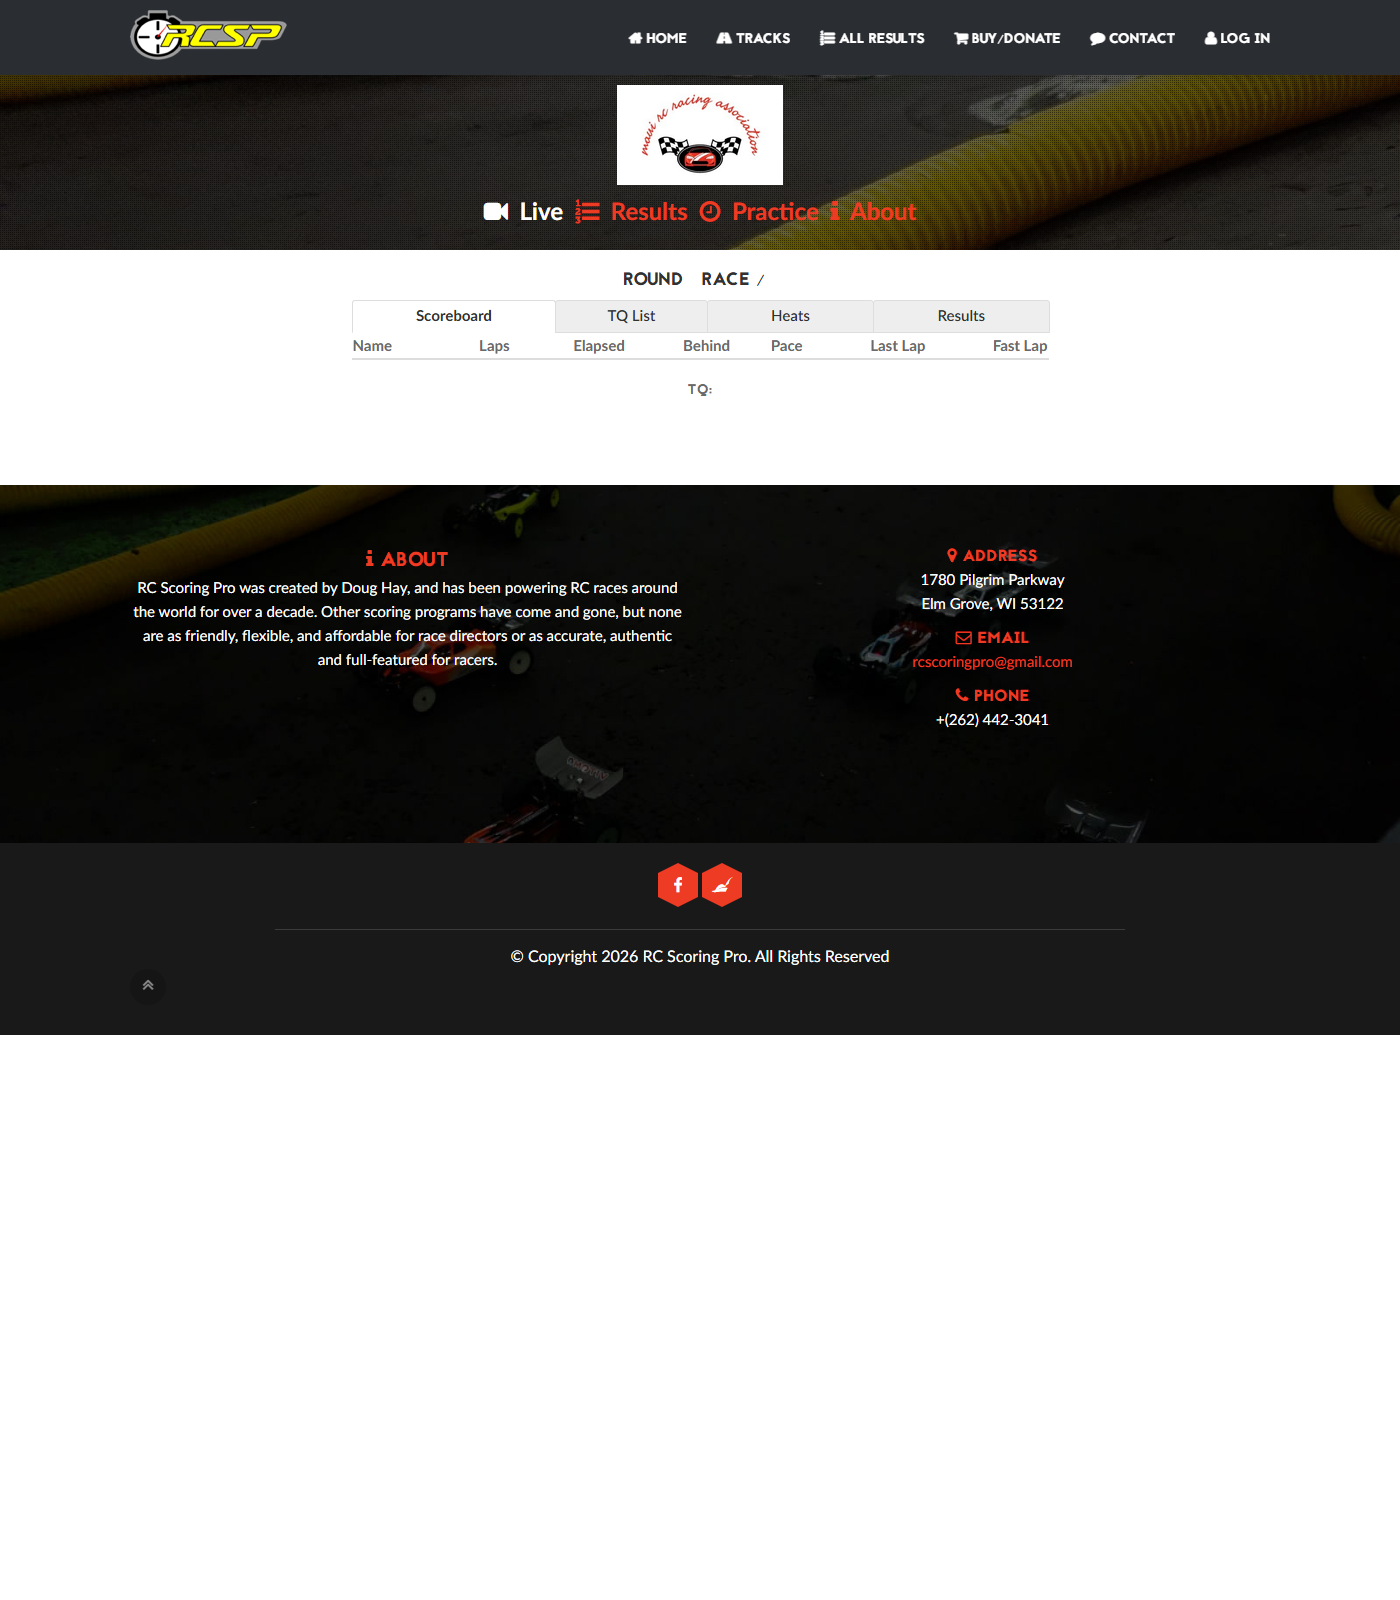 RCSP
HOME TRACKS ALL RESULTS BUY/DONATE CONTACT LOG IN
maui rc racing association
Live Results Practice About
ROUND RACE /
Scoreboard TQ List Heats Results
Name Laps Elapsed Behind Pace Last Lap Fast Lap
TQ:
ABOUT
RC Scoring Pro was created by Doug Hay, and has been powering RC races around
the world for over a decade. Other scoring programs have come and gone, but none
are as friendly, flexible, and affordable for race directors or as accurate, authentic
and full-featured for racers.
ADDRESS
1780 Pilgrim Parkway
Elm Grove, WI 53122
EMAIL
rcscoringpro@gmail.com
PHONE
+(262) 442-3041
© Copyright 2026 RC Scoring Pro. All Rights Reserved